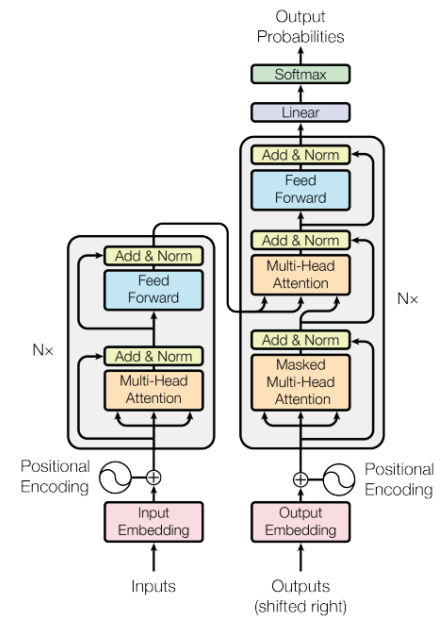 Output
Probabilities
Softmax
Linear
Add & Norm
Feed
Forward
Add & Norm
Multi-Head
Attention
Add & Norm
Masked
Multi-Head
Attention
Nx
Positional
Encoding
Output
Embedding
Outputs
(shifted right)
Add & Norm
Feed
Forward
Add & Norm
Multi-Head
Attention
Nx
Positional
Encoding
Input
Embedding
Inputs